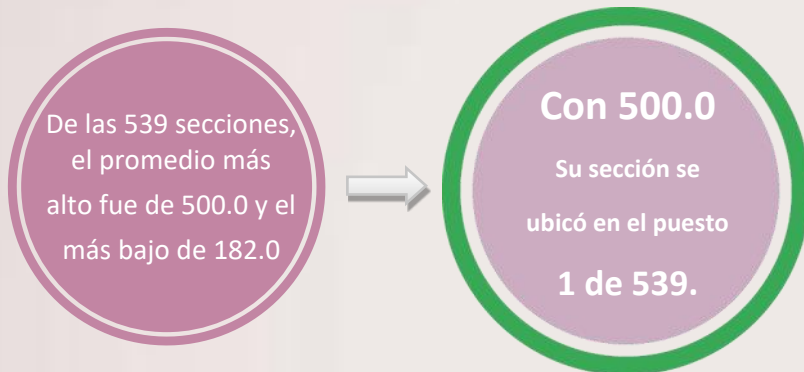 De las 539 secciones,
el promedio más
alto fue de 500.0 y el
más bajo de 182.0
Con 500.0
Su sección se
ubicó en el puesto
1 de 539.